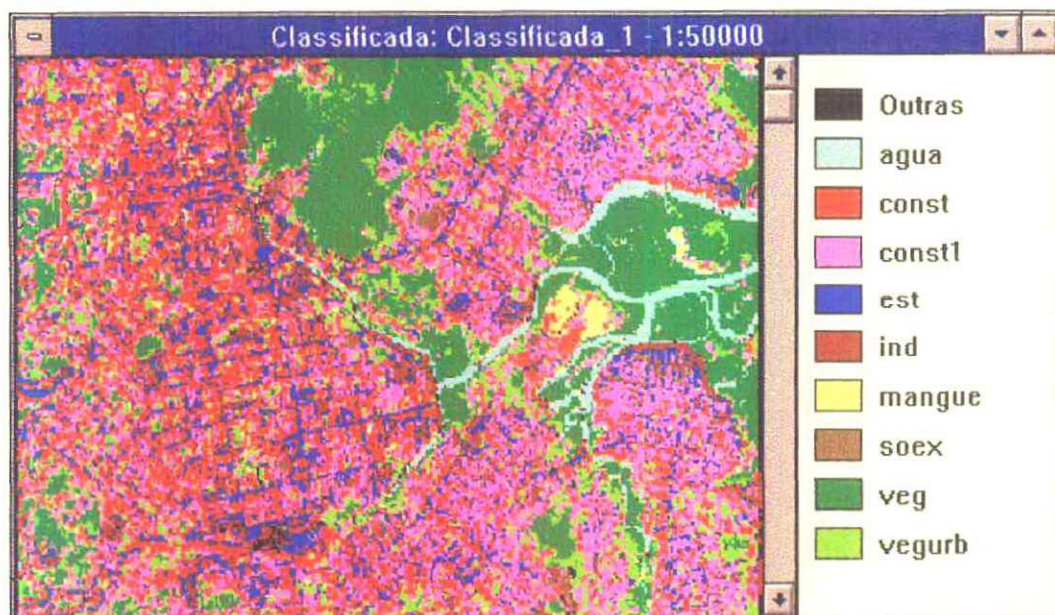 Classificada: Classificada_1 - 1:50000
Outras
agua
const
const1
est
ind
mangue
soex
veg
vegurb